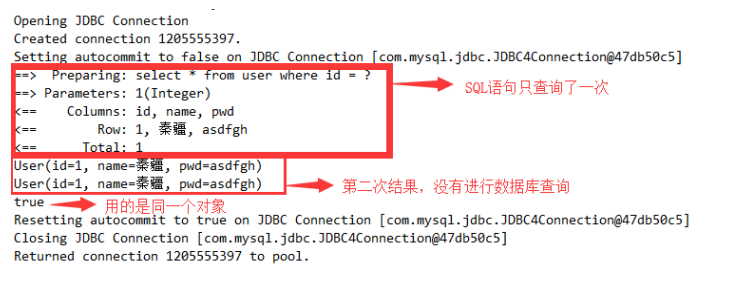 Opening JDBC Connection
Created connection 1205555397.
Setting autocommit to false on JDBC Connection [com.mysql.jdbc.JDBC4Connection@47db50c5]
==>  Preparing: select * from user where id = ?
==> Parameters: 1(Integer)
<==    Columns: id, name, pwd
<==        Row: 1, 秦疆, asdfgh
<==      Total: 1
SQL语句只查询了一次
User(id=1, name=秦疆, pwd=asdfgh)
User(id=1, name=秦疆, pwd=asdfgh)
第二次结果，没有进行数据库查询
true
用的是同一个对象
Resetting autocommit to true on JDBC Connection [com.mysql.jdbc.JDBC4Connection@47db50c5]
Closing JDBC Connection [com.mysql.jdbc.JDBC4Connection@47db50c5]
Returned connection 1205555397 to pool.